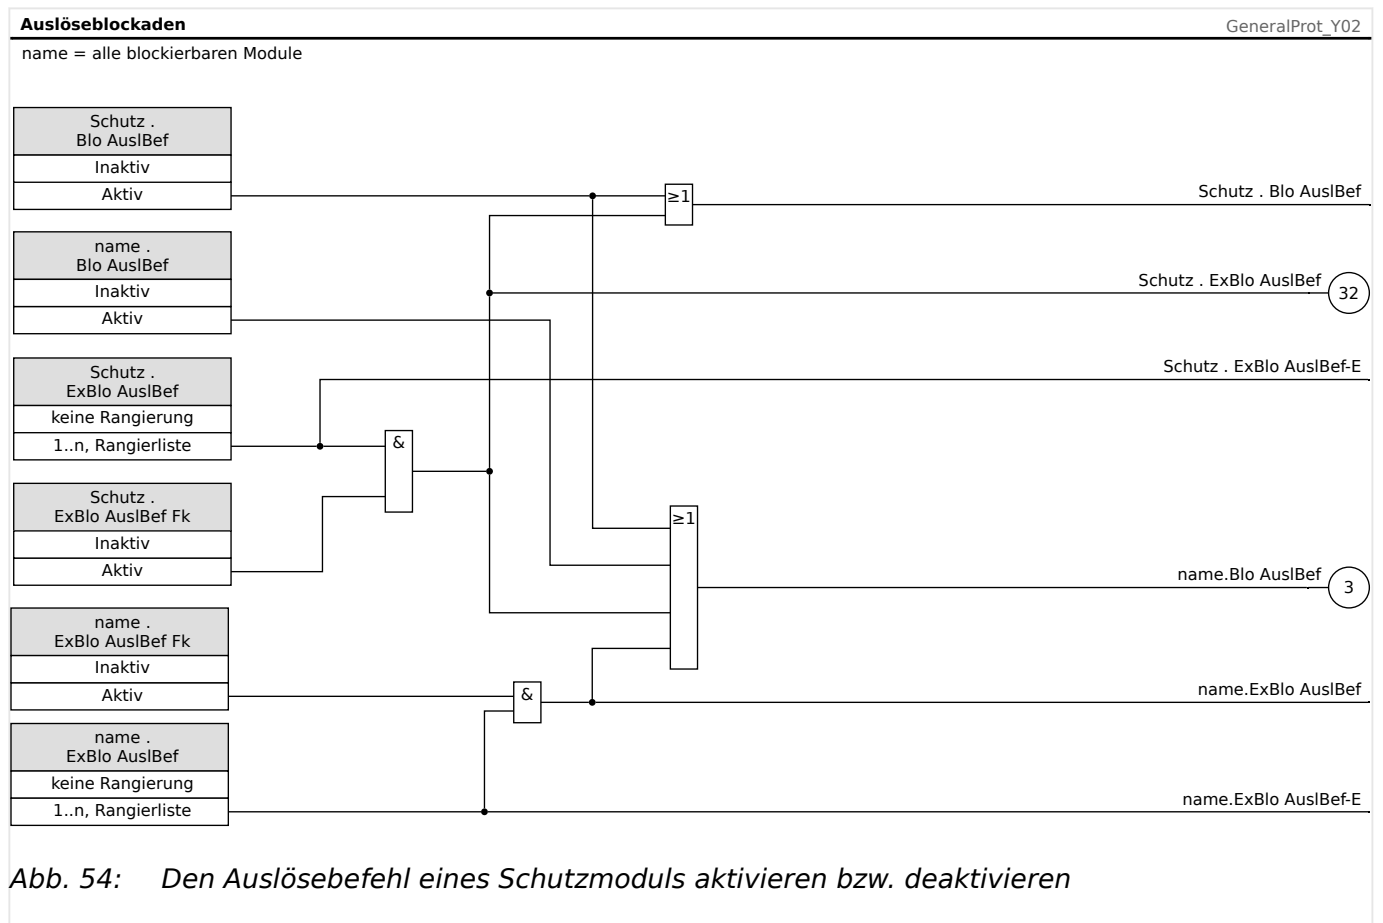 Auslöseblockaden
GeneralProt_Y02
name = alle blockierbaren Module
Schutz .
Blo AuslBef
Inaktiv
Aktiv
≥1
Schutz . Blo AuslBef
name .
Blo AuslBef
Inaktiv
Aktiv
Schutz . ExBlo AuslBef
32
Schutz .
ExBlo AuslBef
keine Rangierung
1..n, Rangierliste
&
Schutz . ExBlo AuslBef-E
Schutz .
ExBlo AuslBef Fk
Inaktiv
Aktiv
≥1
name.Blo AuslBef
3
name .
ExBlo AuslBef Fk
Inaktiv
Aktiv
&
name.ExBlo AuslBef
name .
ExBlo AuslBef
keine Rangierung
1..n, Rangierliste
name.ExBlo AuslBef-E
Abb. 54: Den Auslösebefehl eines Schutzmoduls aktivieren bzw. deaktivieren